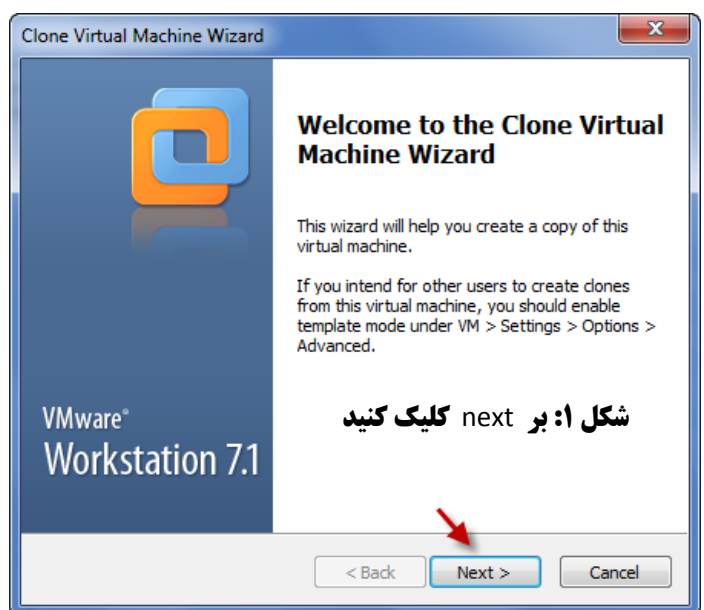 Clone Virtual Machine Wizard
X
Welcome to the Clone Virtual
Machine Wizard
This wizard will help you create a copy of this
virtual machine.
If you intend for other users to create clones
from this virtual machine, you should enable
template mode under VM > Settings > Options >
Advanced.
شکل ۱: بر next کلیک کنید
VMware®
Workstation 7.1
< Back Next > Cancel